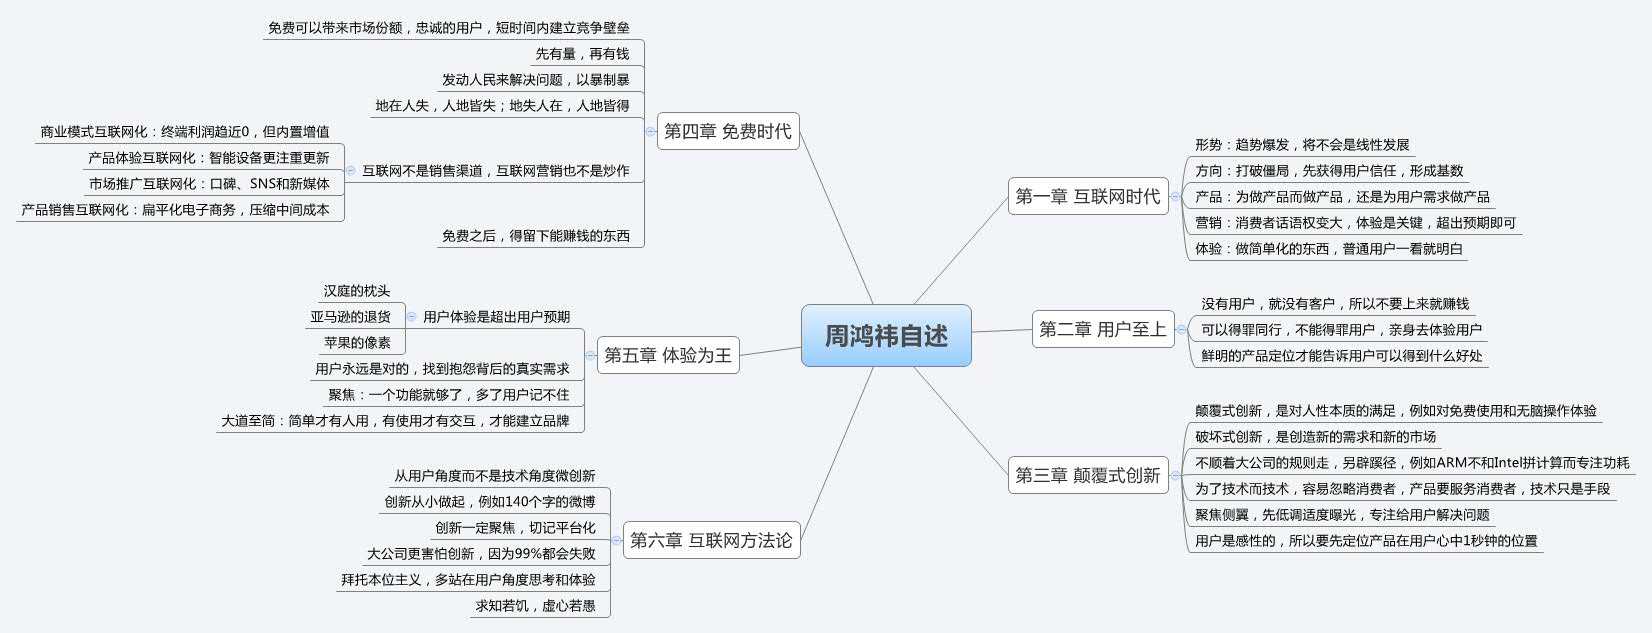 周鸿祎自述
第一章 互联网时代
形势：趋势爆发，将不会是线性发展
方向：打破僵局，先获得用户信任，形成基数
产品：为做产品而做产品，还是为用户需求做产品
营销：消费者话语权变大，体验是关键，超出预期即可
体验：做简单化的东西，普通用户一看就明白
第二章 用户至上
没有用户，就没有客户，所以不要上来就赚钱
可以得罪同行，不能得罪用户，亲身去体验用户
鲜明的产品定位才能告诉用户可以得到什么好处
第三章 颠覆式创新
颠覆式创新，是对人性本质的满足，例如对免费使用和无脑操作体验
破坏式创新，是创造新的需求和新的市场
不顺着大公司的规则走，另辟蹊径，例如ARM不和Intel拼计算而专注功耗
为了技术而技术，容易忽略消费者，产品要服务消费者，技术只是手段
聚焦侧翼，先低调适度曝光，专注给用户解决问题
用户是感性的，所以要先定位产品在用户心中1秒钟的位置
第四章 免费时代
免费可以带来市场份额，忠诚的用户，短时间内建立竞争壁垒
先有量，再有钱
发动人民来解决问题，以暴制暴
地在人失，人地皆失；地失人在，人地皆得
互联网不是销售渠道，互联网营销也不是炒作
商业模式互联网化：终端利润趋近0，但内置增值
产品体验互联网化：智能设备更注重更新
市场推广互联网化：口碑、SNS和新媒体
产品销售互联网化：扁平化电子商务，压缩中间成本
免费之后，得留下能赚钱的东西
第五章 体验为王
用户体验是超出用户预期
汉庭的枕头
亚马逊的退货
苹果的像素
用户永远是对的，找到抱怨背后的真实需求
聚焦：一个功能就够了，多了用户记不住
大道至简：简单才有人用，有使用才有交互，才能建立品牌
第六章 互联网方法论
从用户角度而不是技术角度微创新
创新从小做起，例如140个字的微博
创新一定聚焦，切记平台化
大公司更害怕创新，因为99%都会失败
拜托本位主义，多站在用户角度思考和体验
求知若饥，虚心若愚